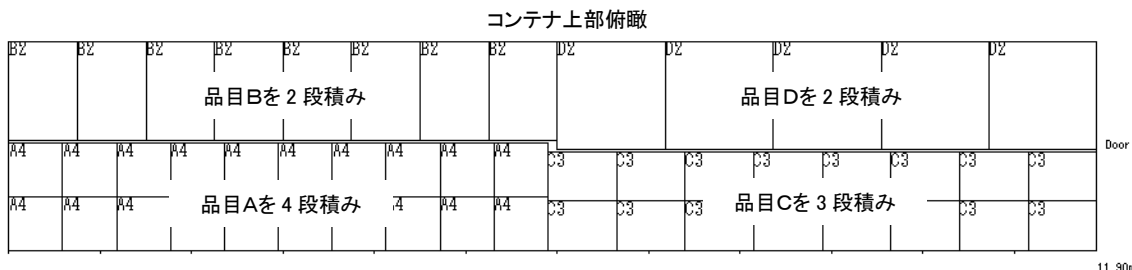 コンテナ上部俯瞰
B2 B2 B2 B2 B2 B2 B2 B2 D2 D2 D2 D2 D2
品目Bを2段積み 品目Dを2段積み
Door
A4 A4 A4 A4 A4 A4 A4 A4 A4 A4 C3 C3 C3 C3 C3 C3 C3 C3
A4 A4 A4 品目Aを4段積み A4 A4 C3 C3 C3 品目Cを3段積み C3 C3
11.90